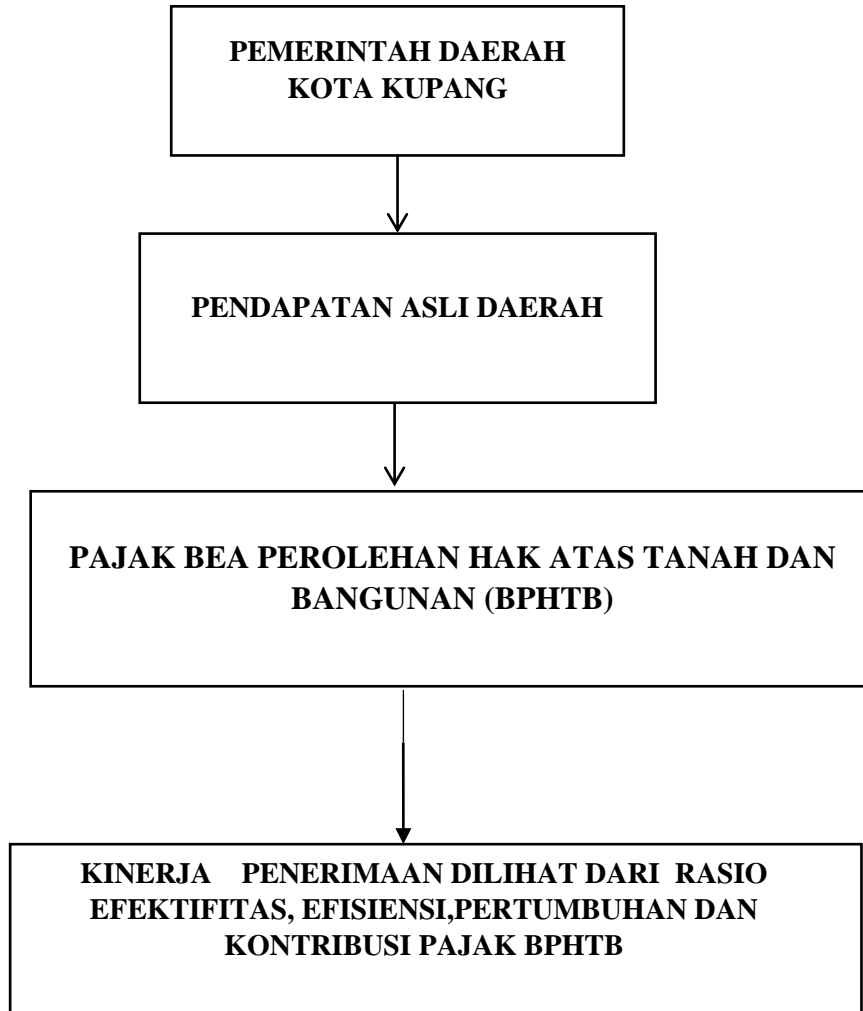 PEMERINTAH DAERAH
KOTA KUPANG
PENDAPATAN ASLI DAERAH
PAJAK BEA PEROLEHAN HAK ATAS TANAH DAN
BANGUNAN (BPHTB)
KINERJA PENERIMAAN DILIHAT DARI RASIO
EFEKTIFITAS, EFISIENSI,PERTUMBUHAN DAN
KONTRIBUSI PAJAK BPHTB